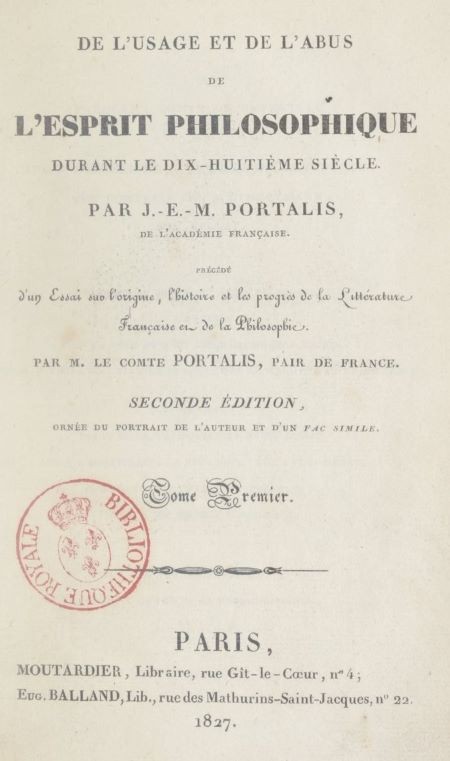 DE L'USAGE ET DE L'ABUS
DE
L'ESPRIT PHILOSOPHIQUE
DURANT LE DIX-HUITIÈME SIÈCLE.
PAR J.-E.-M. PORTALIS,
DE L'ACADÉMIE FRANÇAISE.
PRÉCÉDÉ
d'un Essai sur l'origine, l'histoire et les progrès de la Littérature
Française et de la Philosophie.
PAR M. LE COMTE PORTALIS, PAIR DE FRANCE.
SECONDE ÉDITION,
ORNÉE DU PORTRAIT DE L'AUTEUR ET D'UN FAC SIMILE.
Tome Premier.
BIBLIOTHEQUE ROYALE
PARIS,
MOUTARDIER, Libraire, rue Gît-le-Cœur, nº 4;
EUG. BALLAND, Lib., rue des Mathurins-Saint-Jacques, nº 22.
1827.